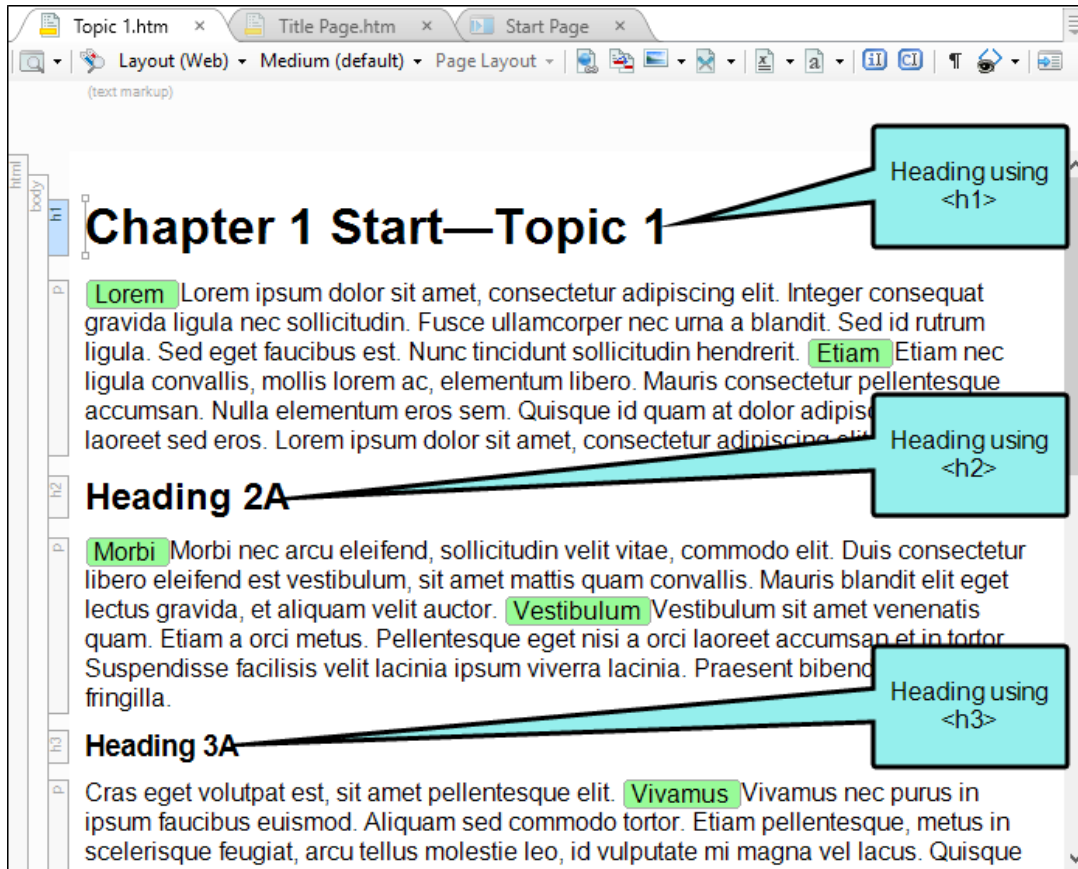 Topic 1.htm × Title Page.htm × Start Page ×
Layout (Web) Medium (default) Page Layout x a iI CI ¶
(text markup)
html
body
Heading using
<h1>
h1
Chapter 1 Start—Topic 1
p
Lorem Lorem ipsum dolor sit amet, consectetur adipiscing elit. Integer consequat
gravida ligula nec sollicitudin. Fusce ullamcorper nec urna a blandit. Sed id rutrum
ligula. Sed eget faucibus est. Nunc tincidunt sollicitudin hendrerit. Etiam Etiam nec
ligula convallis, mollis lorem ac, elementum libero. Mauris consectetur pellentesque
accumsan. Nulla elementum eros sem. Quisque id quam at dolor
laoreet sed eros. Lorem ipsum dolor sit amet, consectetur adipiscing elit
Heading using
<h2>
h2
Heading 2A
p
Morbi Morbi nec arcu eleifend, sollicitudin velit vitae, commodo elit. Duis consectetur
libero eleifend est vestibulum, sit amet mattis quam convallis. Mauris blandit elit eget
lectus gravida, et aliquam velit auctor. Vestibulum Vestibulum sit amet venenatis
quam. Etiam a orci metus. Pellentesque eget nisi a orci laoreet accumsan et in tortor
Suspendisse facilisis velit lacinia ipsum viverra lacinia. Praesent
fringilla.
Heading using
<h3>
h3
Heading 3A
p
Cras eget volutpat est, sit amet pellentesque elit. Vivamus Vivamus nec purus in
ipsum faucibus euismod. Aliquam sed commodo tortor. Etiam pellentesque, metus in
scelerisque feugiat, arcu tellus molestie leo, id vulputate mi magna vel lacus. Quisque